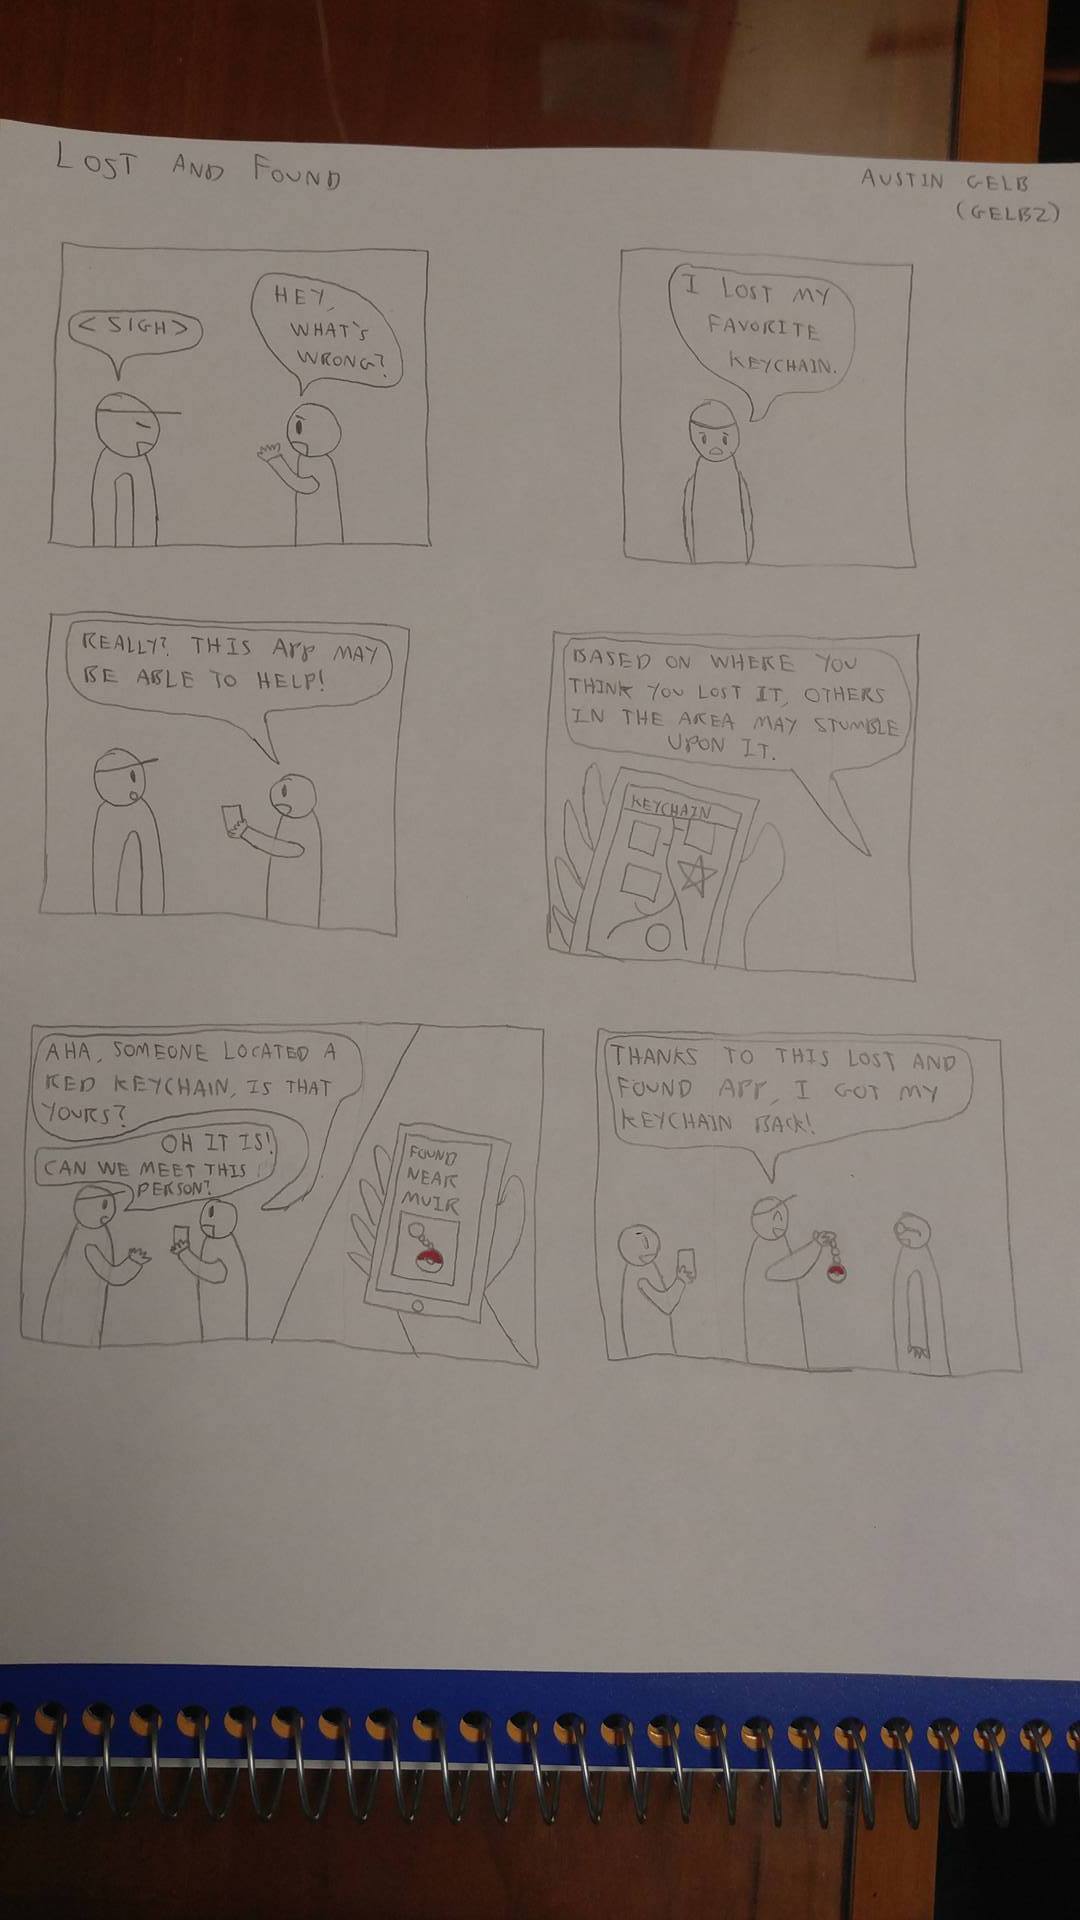 LOST AND FOUND
AUSTIN GELB
(GELB2)
<SIGH>
HEY,
WHAT'S
WRONG?
I LOST MY
FAVORITE
KEYCHAIN.
REALLY? THIS APP MAY
BE ABLE TO HELP!
BASED ON WHERE YOU
THINK YOU LOST IT, OTHERS
IN THE AREA MAY STUMBLE
UPON IT.
KEYCHAIN
AHA, SOMEONE LOCATED A
RED KEYCHAIN, IS THAT
YOURS?
OH IT IS!
CAN WE MEET THIS
PERSON?
FOUND
NEAR
MUIR
THANKS TO THIS LOST AND
FOUND APP, I GOT MY
KEYCHAIN BACK!